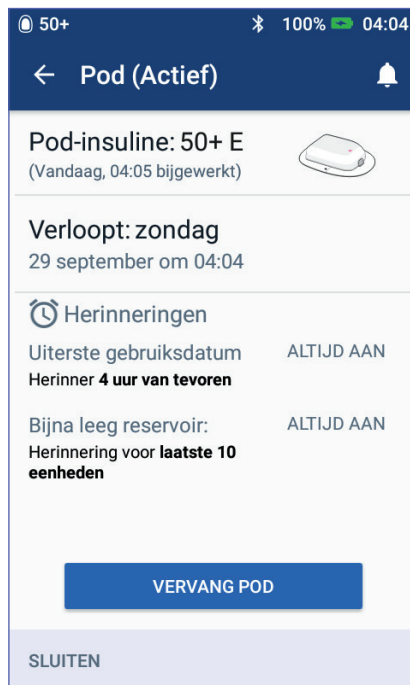 50+ 100% 04:04
Pod (Actief)
Pod-insuline: 50+ E
(Vandaag, 04:05 bijgewerkt)
Verloopt: zondag
29 september om 04:04
Herinneringen
Uiterste gebruiksdatum ALTIJD AAN
Herinner 4 uur van tevoren
Bijna leeg reservoir: ALTIJD AAN
Herinnering voor laatste 10
eenheden
VERVANG POD
SLUITEN